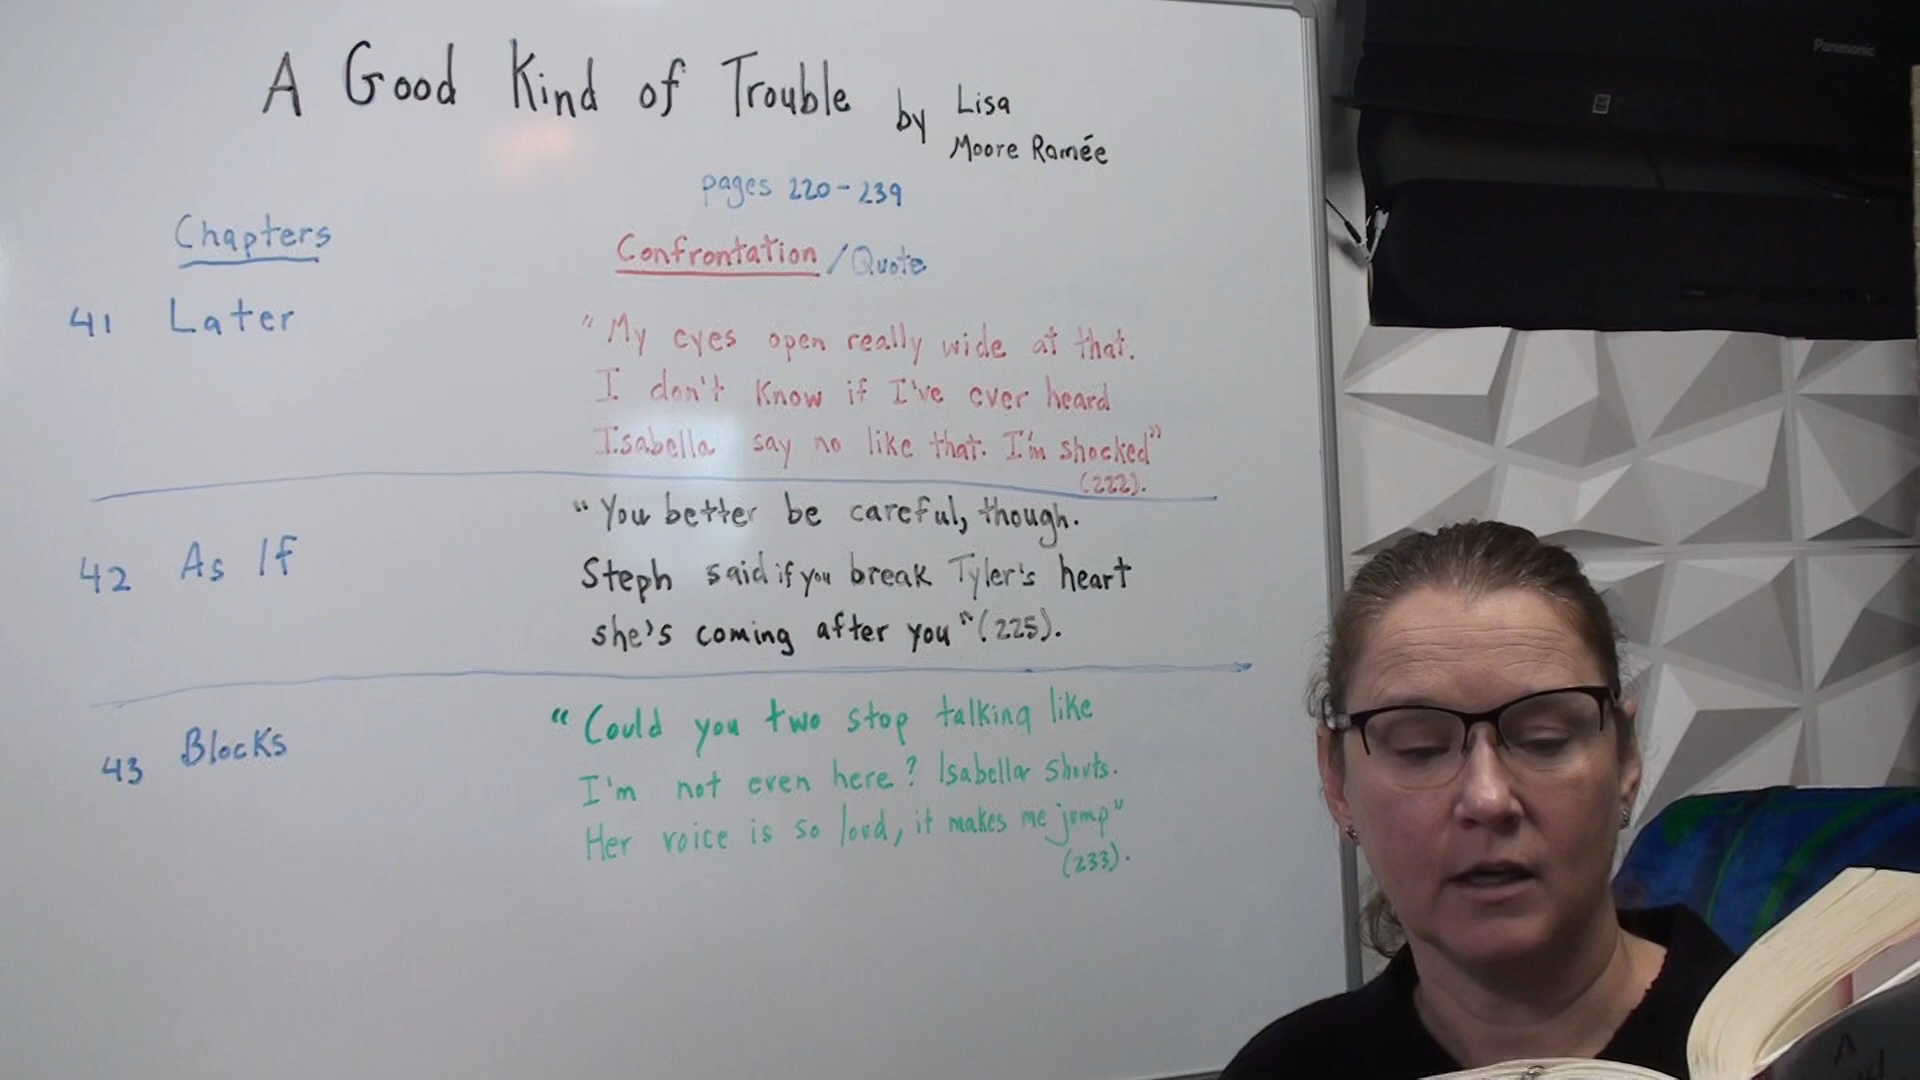 A Good Kind of Trouble by Lisa
Moore Ramée
pages 220-239
Chapters
Confrontation / Quote
41 Later
"My eyes open really wide at that.
I don't know if I've ever heard
Isabella say no like that. I'm shocked"
(222).
42 As If
"You better be careful, though.
Steph said if you break Tyler's heart
she's coming after you" (225).
43 Blocks
"Could you two stop talking like
I'm not even here? Isabella shouts.
Her voice is so loud, it makes me jump"
(233).
Panasonic
A